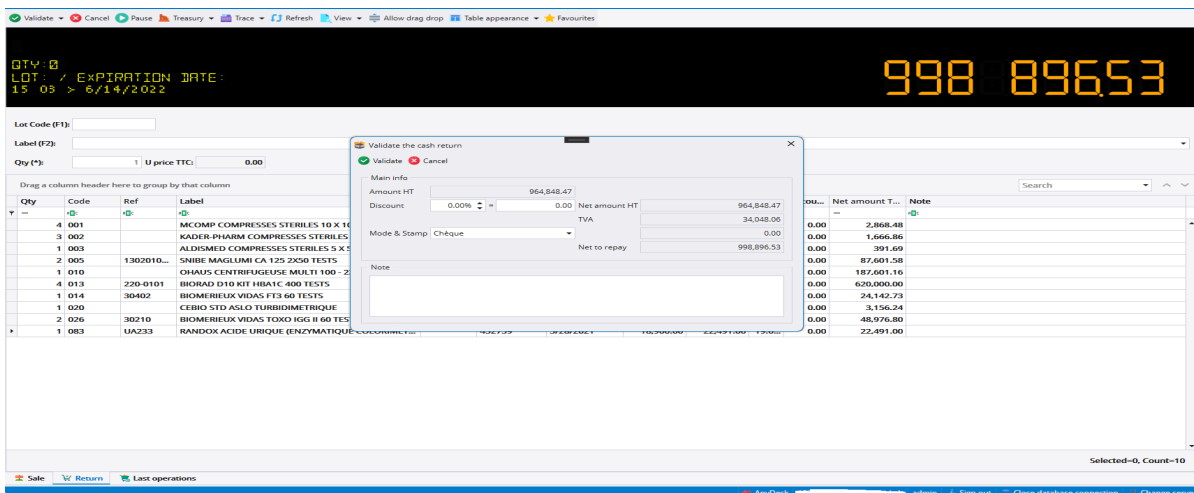 Validate Cancel Pause Treasury Trace Refresh View Allow drag drop Table appearance Favourites
QTY:0
LOT: / EXPIRATION DATE:
15 03 > 6/14/2022
998 896.53
Lot Code (F1):
Label (F2):
Qty (*): 1 U price TTC: 0.00
Drag a column header here to group by that column Search
Qty Code Ref Label Net amount T... Note
4 001 MCOMP COMPRESSES STERILES 10 X 10 0.00 2,868.48
3 002 KADER-PHARM COMPRESSES STERILES 0.00 1,666.86
1 003 ALDISMED COMPRESSES STERILES 5 X 5 0.00 391.69
2 005 1302010... SNIBE MAGLUMI CA 125 2X50 TESTS 0.00 87,601.58
1 010 OHAUS CENTRIFUGEUSE MULTI 100 - 2 0.00 187,601.16
4 013 220-0101 BIORAD D10 KIT HBA1C 400 TESTS 0.00 620,000.00
1 014 30402 BIOMERIEUX VIDAS FT3 60 TESTS 0.00 24,142.73
1 020 CEBIO STD ASLO TURBIDIMETRIQUE 0.00 3,156.24
2 026 30210 BIOMERIEUX VIDAS TOXO IGG II 60 TES 0.00 48,976.80
1 083 UA233 RANDOX ACIDE URIQUE (ENZYMATIQUE 0.00 22,491.00
Validate the cash return
Validate Cancel
Main info
Amount HT 964,848.47
Discount 0.00% = 0.00 Net amount HT 964,848.47
TVA 34,048.06
Mode & Stamp Chèque 0.00
Net to repay 998,896.53
Note
Selected=0, Count=10
Sale Return Last operations